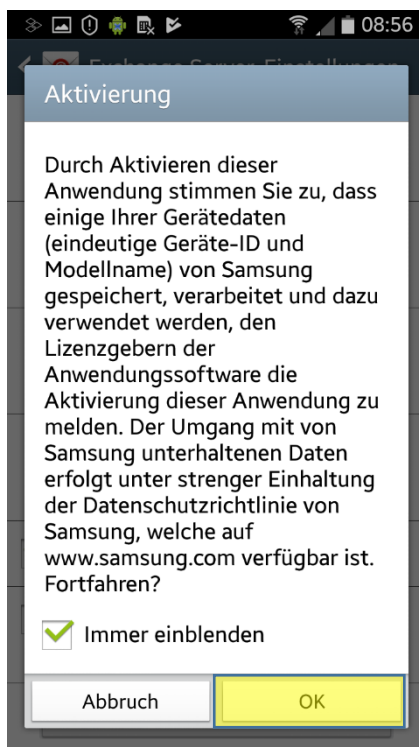 08:56
Exchange Server-Einstellungen
Aktivierung
Durch Aktivieren dieser
Anwendung stimmen Sie zu, dass
einige Ihrer Gerätedaten
(eindeutige Geräte-ID und
Modellname) von Samsung
gespeichert, verarbeitet und dazu
verwendet werden, den
Lizenzgebern der
Anwendungssoftware die
Aktivierung dieser Anwendung zu
melden. Der Umgang mit von
Samsung unterhaltenen Daten
erfolgt unter strenger Einhaltung
der Datenschutzrichtlinie von
Samsung, welche auf
www.samsung.com verfügbar ist.
Fortfahren?
Immer einblenden
Abbruch
OK